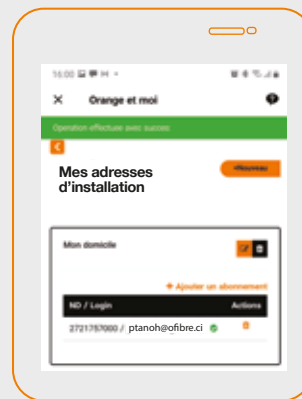 16:00
Orange et moi
Operation effectuee avec succes
Mes adresses
d'installation
+Nouveau
Mon domicile
+ Ajouter un abonnement
ND / Login
Actions
2721757000 / ptanoh@ofibre.ci